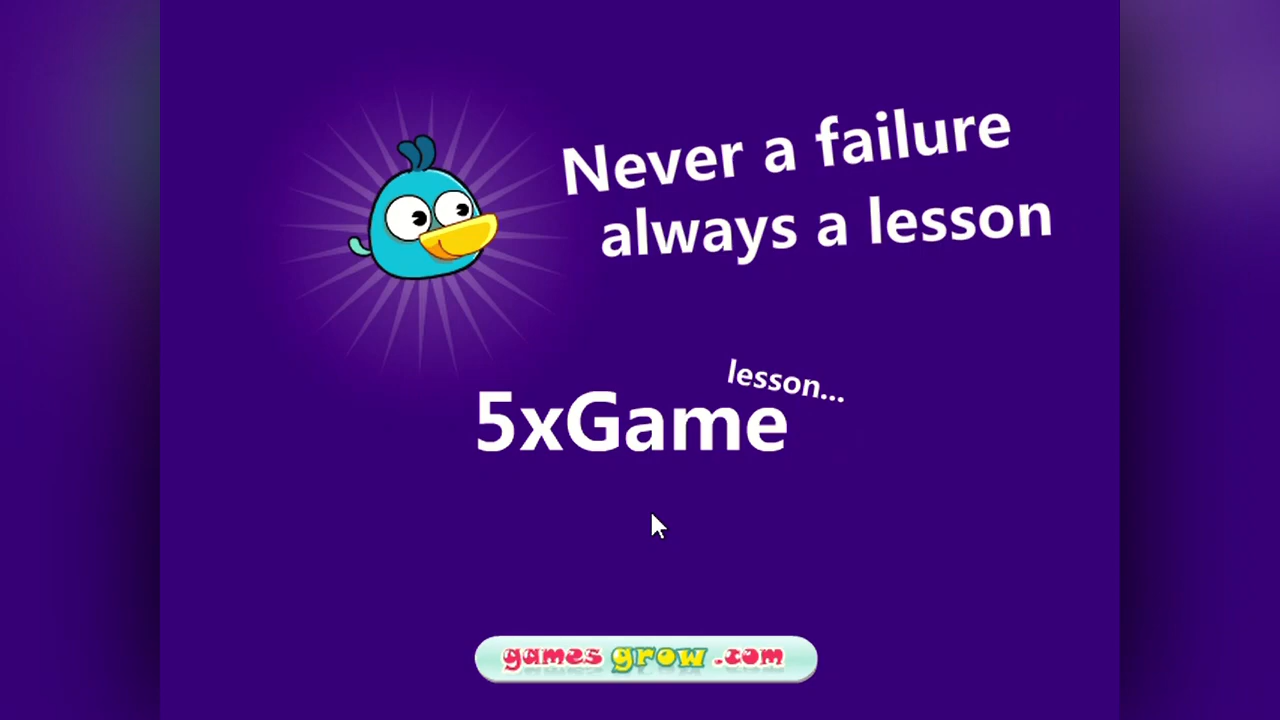 Never a failure
always a lesson
lesson...
5xGame
games grow .com